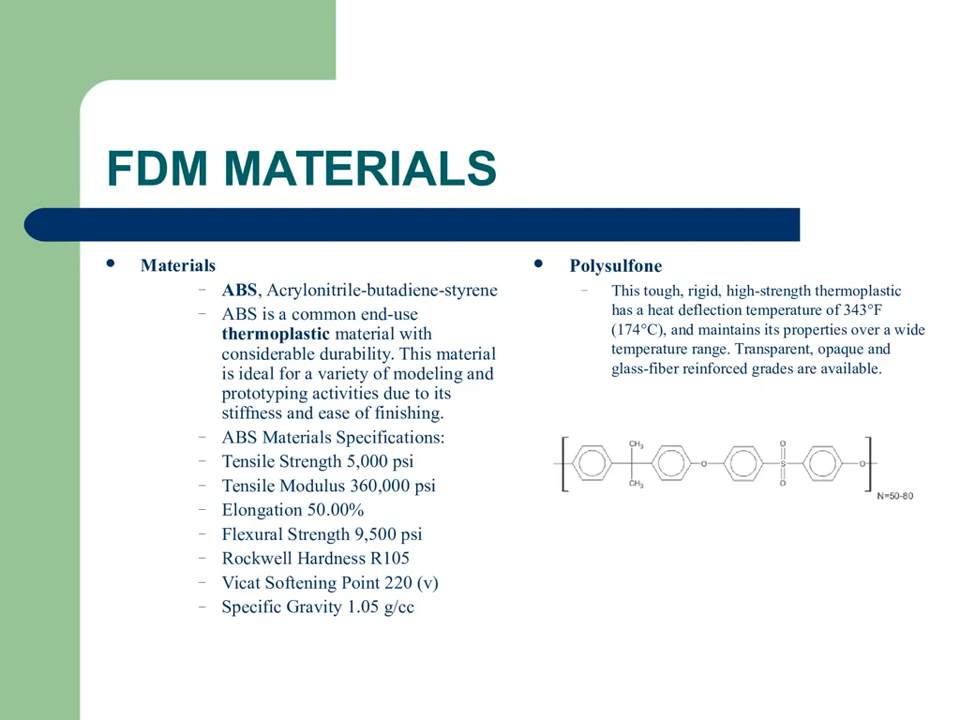 FDM MATERIALS
Materials
– ABS, Acrylonitrile-butadiene-styrene
– ABS is a common end-use
thermoplastic material with
considerable durability. This material
is ideal for a variety of modeling and
prototyping activities due to its
stiffness and ease of finishing.
– ABS Materials Specifications:
– Tensile Strength 5,000 psi
– Tensile Modulus 360,000 psi
– Elongation 50.00%
– Flexural Strength 9,500 psi
– Rockwell Hardness R105
– Vicat Softening Point 220 (v)
– Specific Gravity 1.05 g/cc
Polysulfone
– This tough, rigid, high-strength thermoplastic
has a heat deflection temperature of 343°F
(174°C), and maintains its properties over a wide
temperature range. Transparent, opaque and
glass-fiber reinforced grades are available.
CH3
O
O
S
O
CH3
O
N=50-80